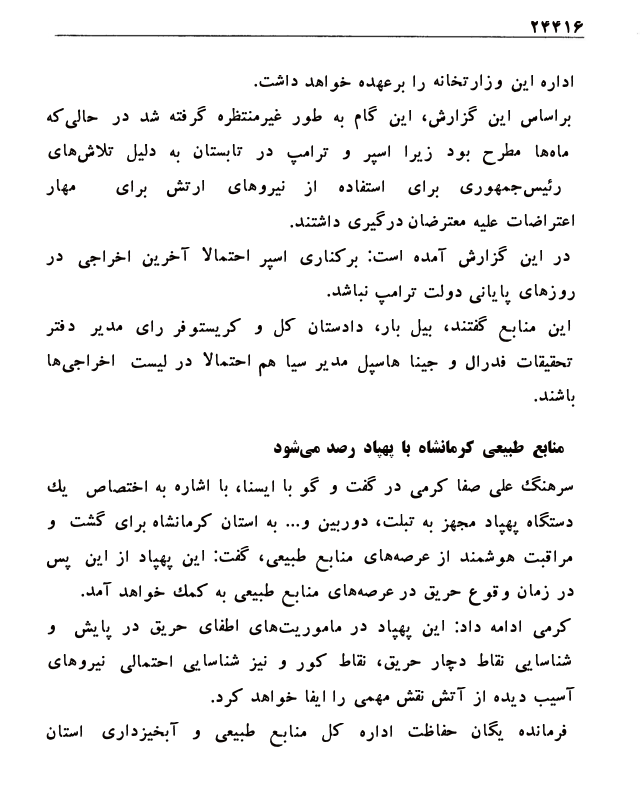 ۲۴۴۱۶
اداره این وزارتخانه را برعهده خواهد داشت.
براساس این گزارش، این گام به طور غیرمنتظره گرفته شد در حالی‌که
ماه‌ها مطرح بود زیرا اسپر و ترامپ در تابستان به دلیل تلاش‌های
رئیس‌جمهوری برای استفاده از نیروهای ارتش برای مهار
اعتراضات علیه معترضان درگیری داشتند.
در این گزارش آمده است: برکناری اسپر احتمالا آخرین اخراجی در
روزهای پایانی دولت ترامپ نباشد.
این منابع گفتند، بیل بار، دادستان کل و کریستوفر رای مدیر دفتر
تحقیقات فدرال و جینا هاسپل مدیر سیا هم احتمالا در لیست اخراجی‌ها
باشند.
منابع طبیعی کرمانشاه با پهپاد رصد می‌شود
سرهنگ علی صفا کرمی در گفت و گو با ایسنا، با اشاره به اختصاص یك
دستگاه پهپاد مجهز به تبلت، دوربین و... به استان کرمانشاه برای گشت و
مراقبت هوشمند از عرصه‌های منابع طبیعی، گفت: این پهپاد از این پس
در زمان وقوع حریق در عرصه‌های منابع طبیعی به کمك خواهد آمد.
کرمی ادامه داد: این پهپاد در ماموریت‌های اطفای حریق در پایش و
شناسایی نقاط دچار حریق، نقاط کور و نیز شناسایی احتمالی نیروهای
آسیب دیده از آتش نقش مهمی را ایفا خواهد کرد.
فرمانده یگان حفاظت اداره کل منابع طبیعی و آبخیزداری استان